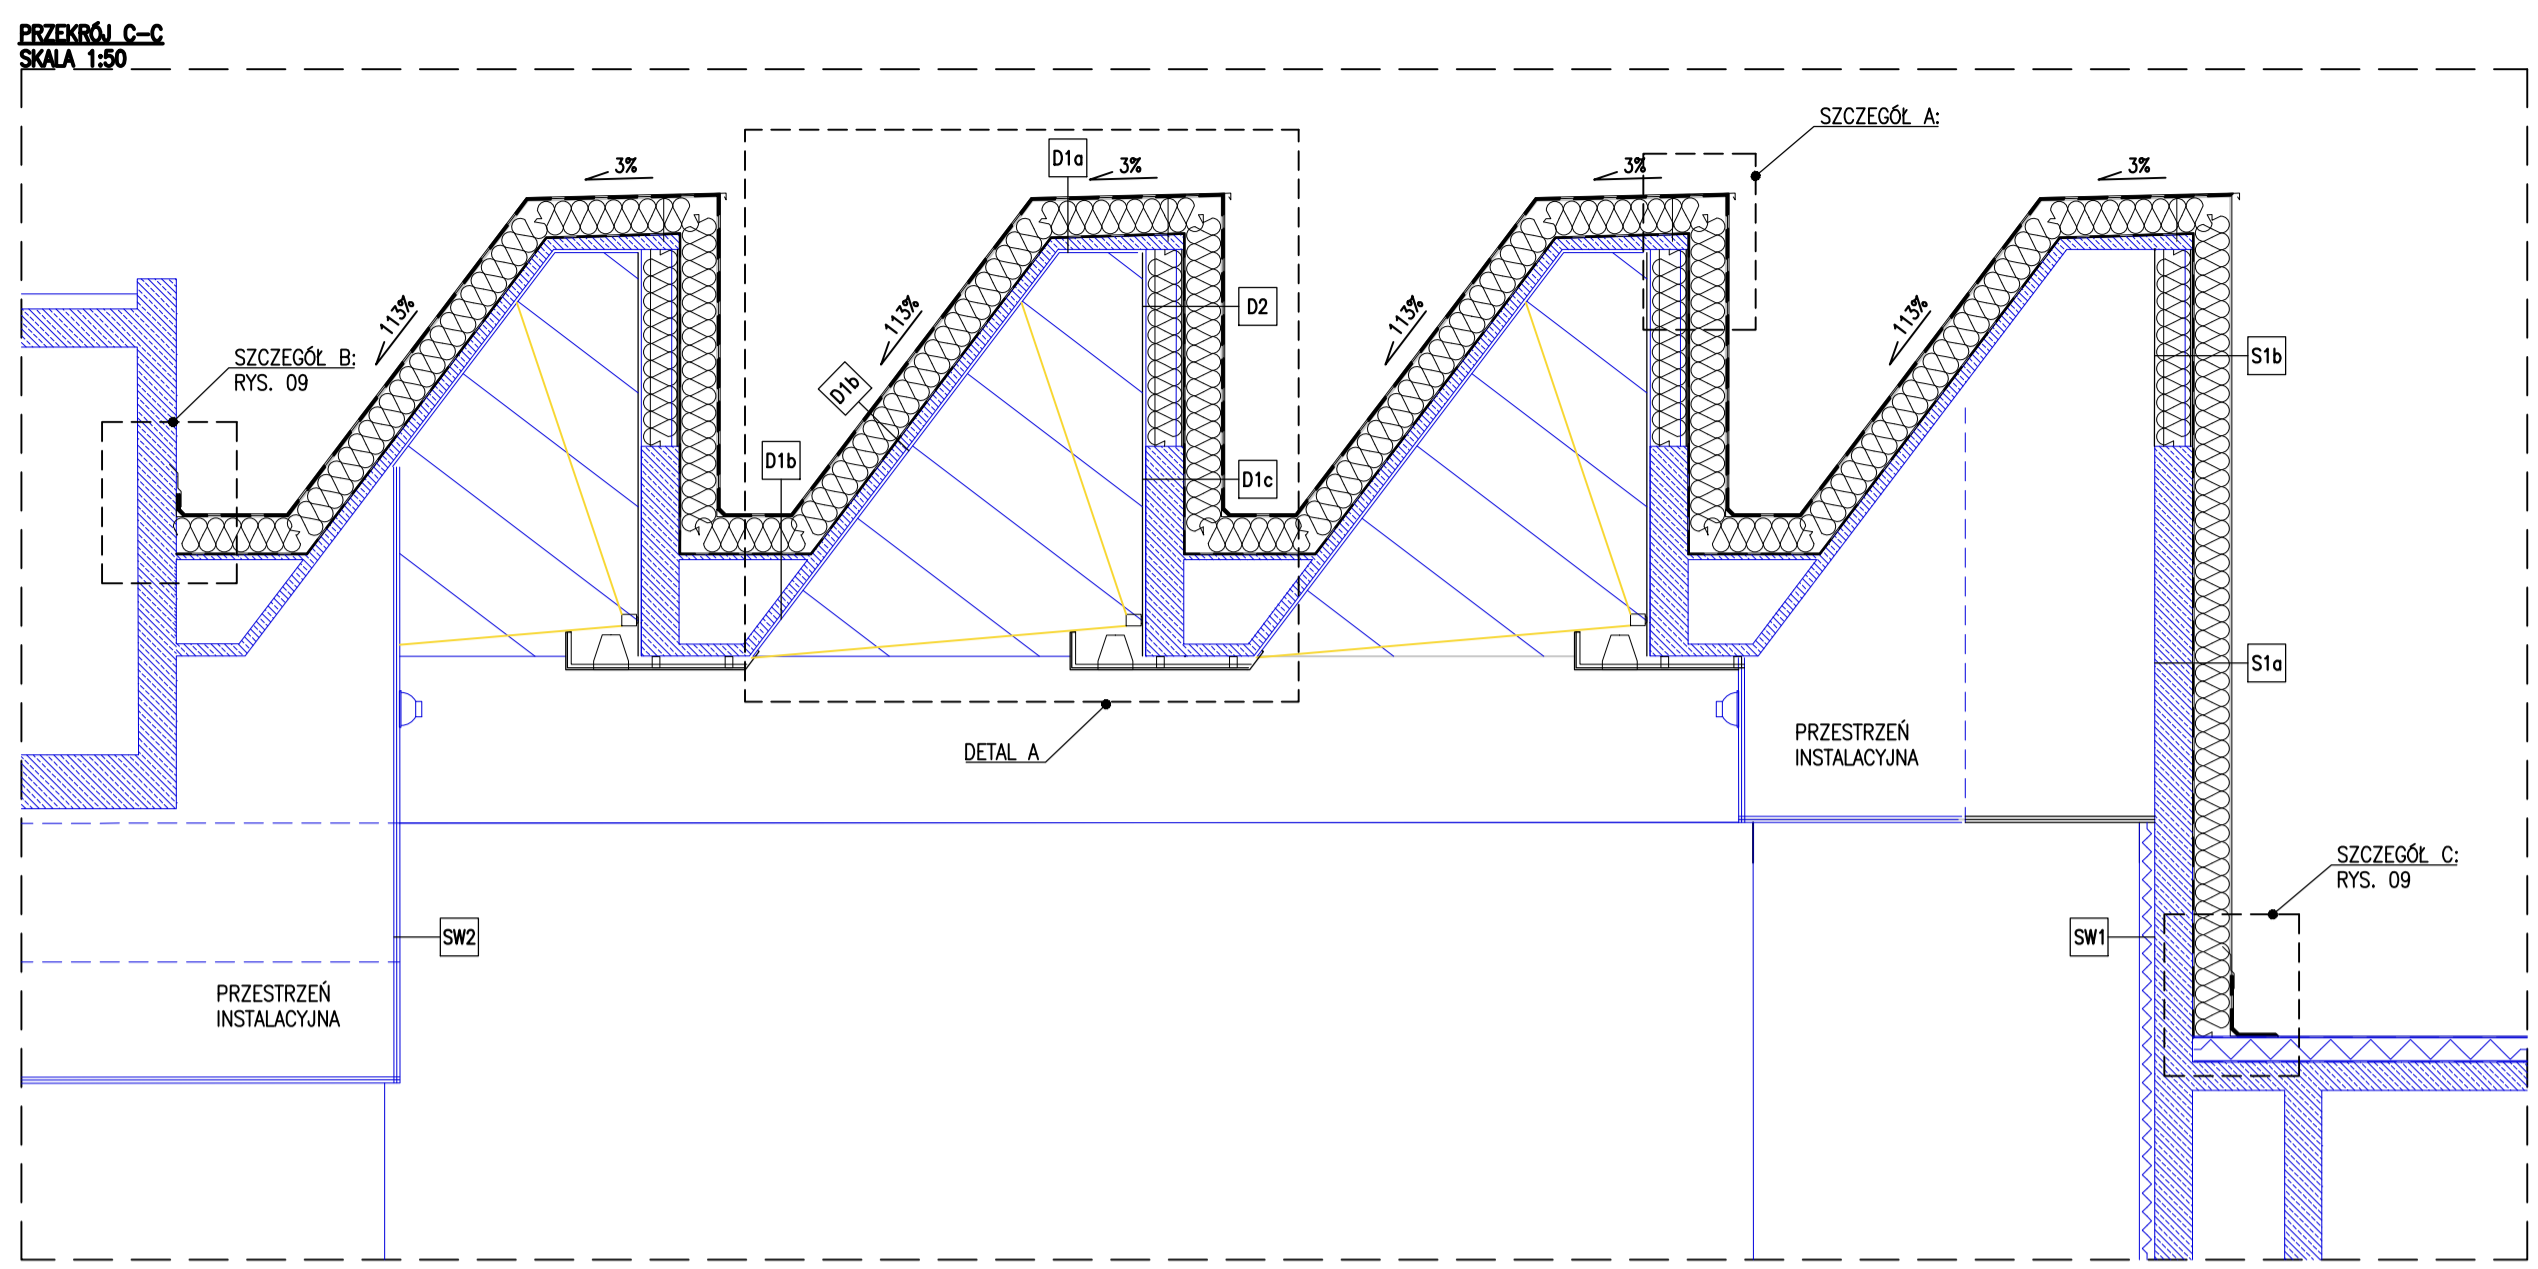 PRZEKRÓJ C-C
SKALA 1:50
SZCZEGÓŁ A:
D1a
3%
3%
3%
3%
D2
113%
113%
113%
113%
SZCZEGÓŁ B:
RYS. 09
S1b
D1b
D1b
D1c
S1a
PRZESTRZEŃ
INSTALACYJNA
DETAL A
SZCZEGÓŁ C:
RYS. 09
SW2
SW1
PRZESTRZEŃ
INSTALACYJNA